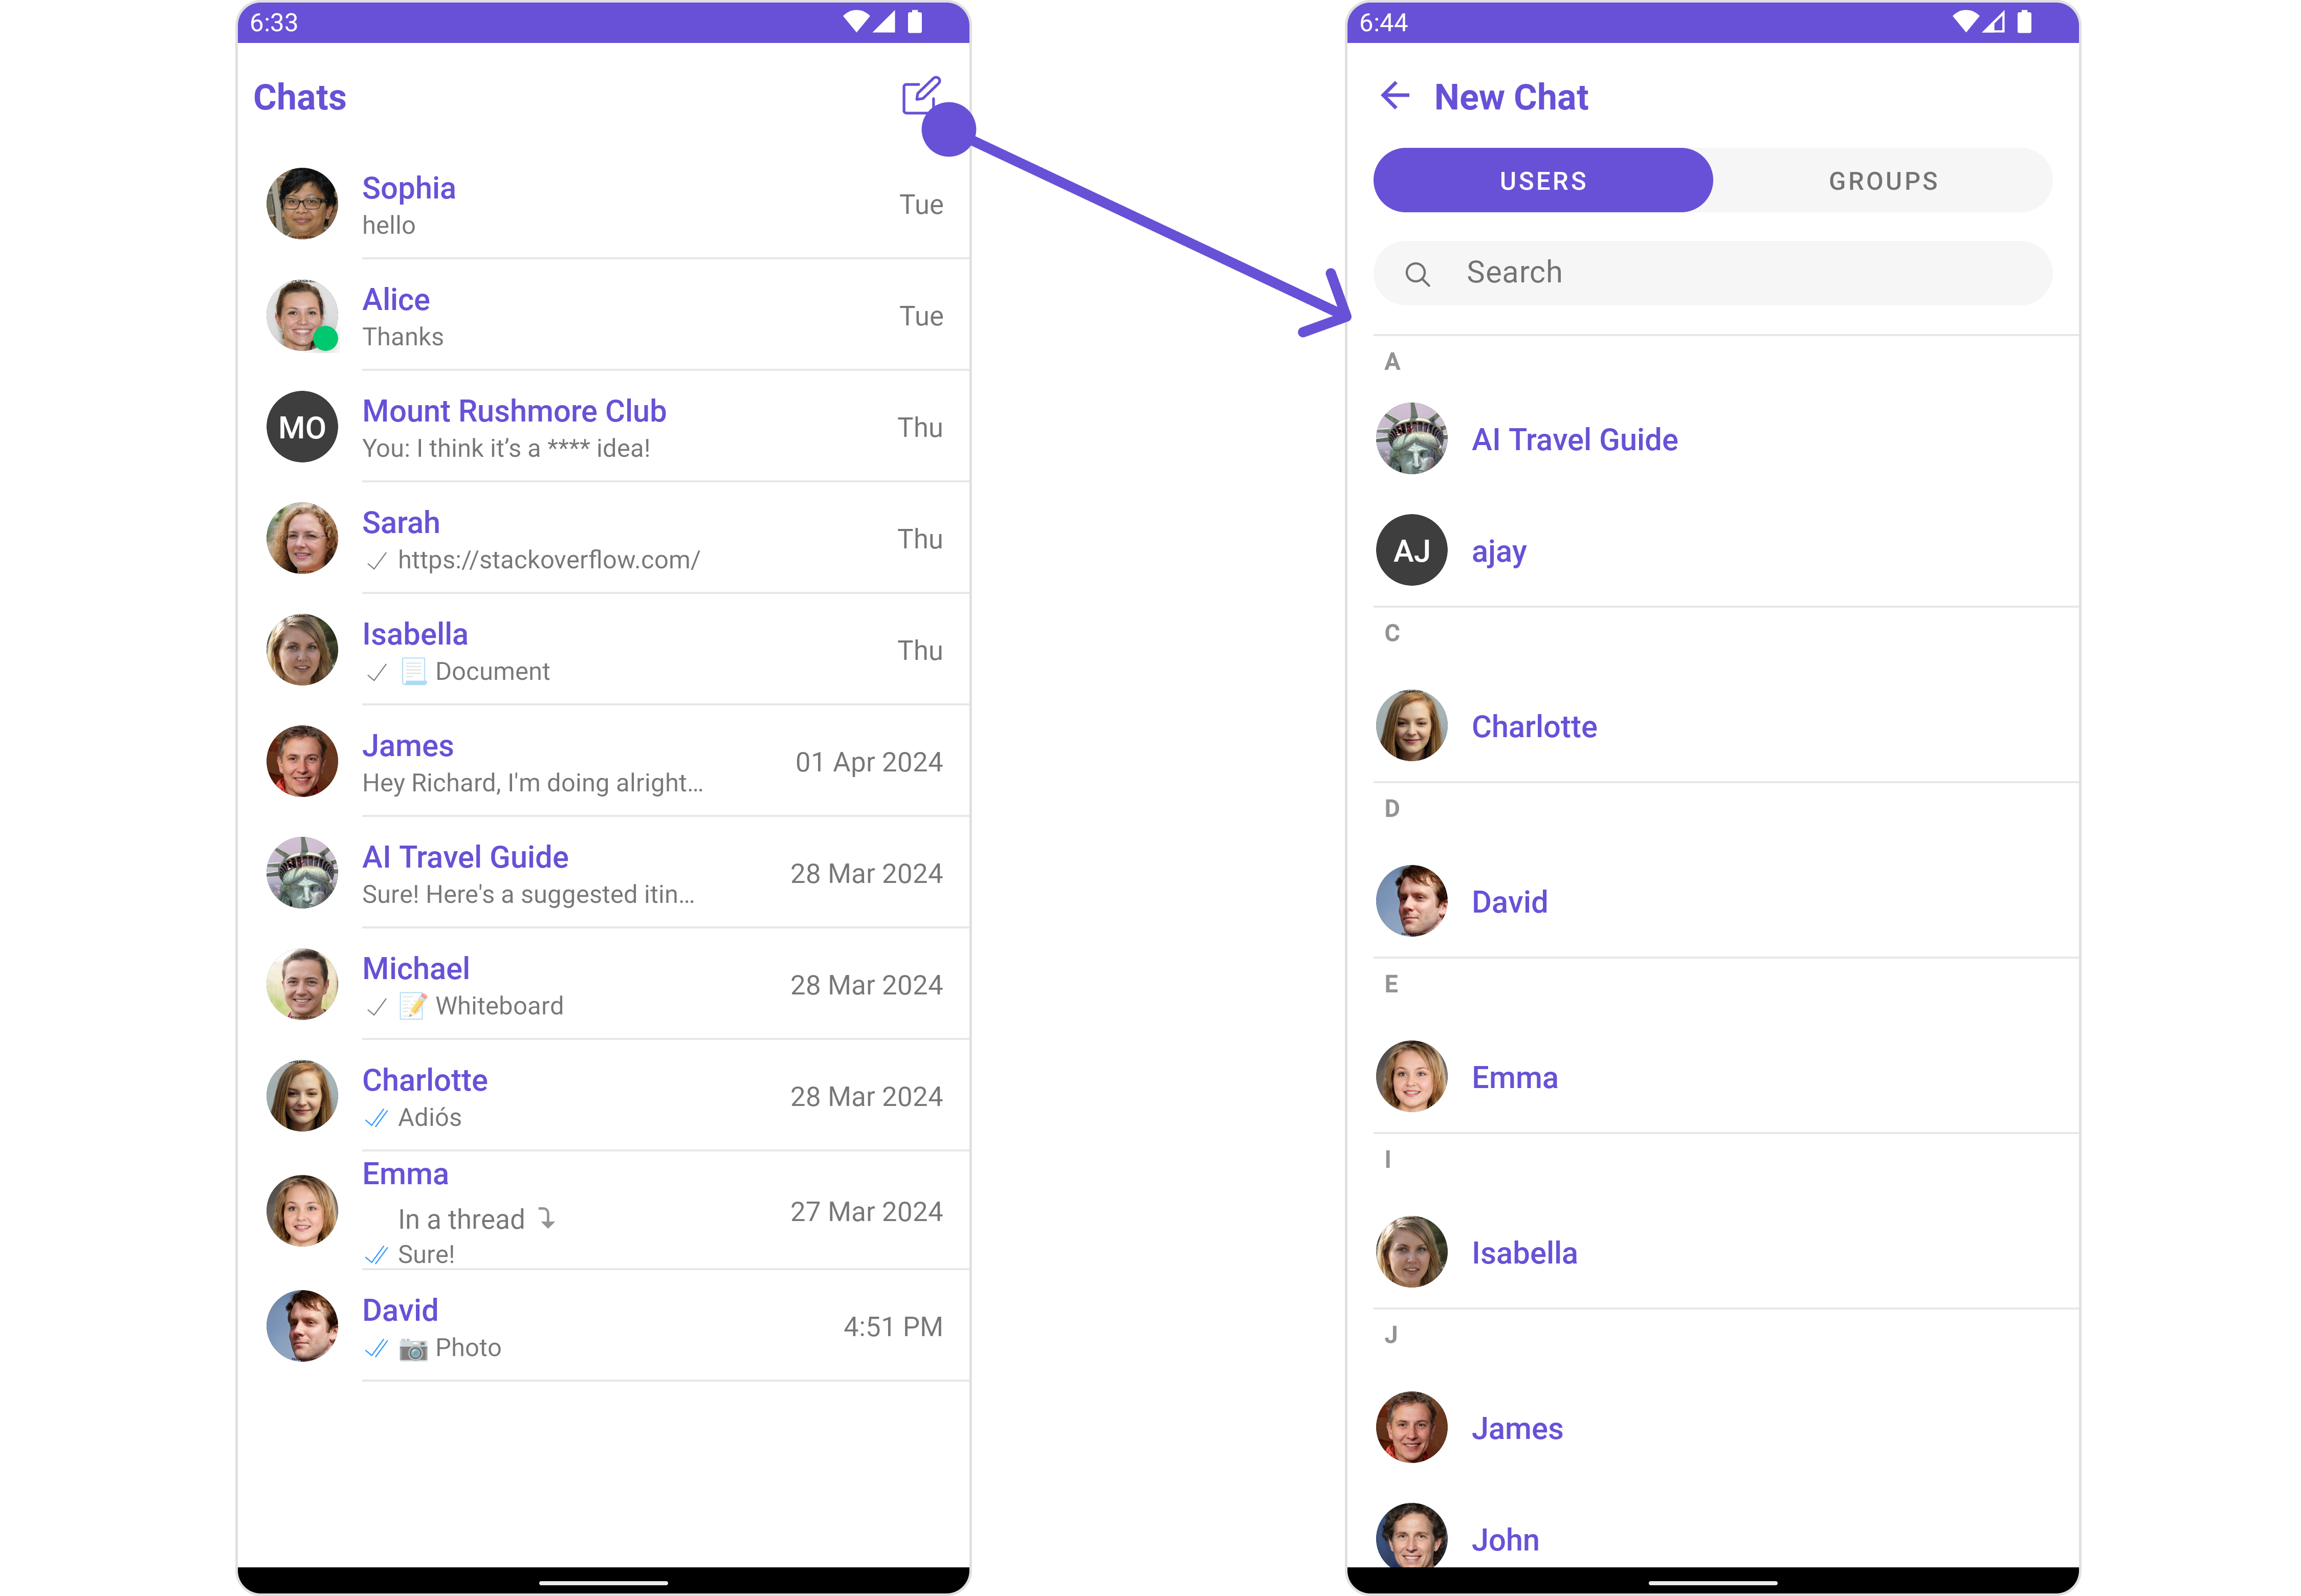 6:33
Chats
Sophia
hello
Tue
Alice
Thanks
Tue
MO
Mount Rushmore Club
You: I think it’s a **** idea!
Thu
Sarah
https://stackoverflow.com/
Thu
Isabella
Document
Thu
James
Hey Richard, I'm doing alright...
01 Apr 2024
AI Travel Guide
Sure! Here's a suggested itin...
28 Mar 2024
Michael
Whiteboard
28 Mar 2024
Charlotte
Adiós
28 Mar 2024
Emma
In a thread
Sure!
27 Mar 2024
David
Photo
4:51 PM
6:44
New Chat
USERS
GROUPS
Search
A
AI Travel Guide
AJ
ajay
C
Charlotte
D
David
E
Emma
I
Isabella
J
James
John